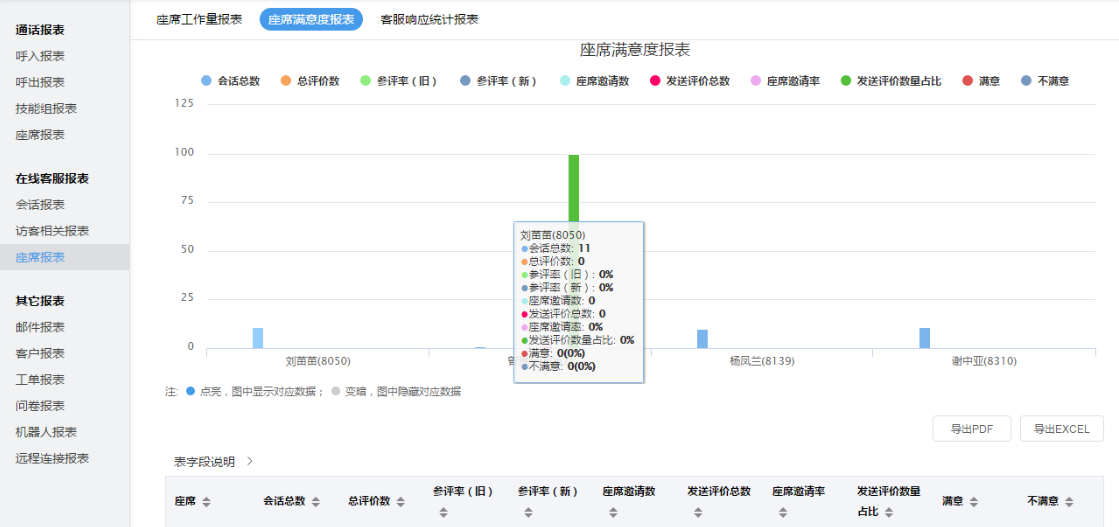 座席工作量报表 座席满意度报表 客服响应统计报表
通话报表
呼入报表
呼出报表
技能组报表
座席报表
在线客服报表
会话报表
访客相关报表
座席报表
其它报表
邮件报表
客户报表
工单报表
问卷报表
机器人报表
远程连接报表
座席满意度报表
会话总数 总评价数 参评率（旧） 参评率（新） 座席邀请数 发送评价总数 座席邀请率 发送评价数量占比 满意 不满意
125
100
75
50
25
0
刘苗苗(8050)
会话总数: 11
总评价数: 0
参评率（旧）: 0%
参评率（新）: 0%
座席邀请数: 0
发送评价总数: 0
座席邀请率: 0%
发送评价数量占比: 0%
满意: 0(0%)
不满意: 0(0%)
刘苗苗(8050) 杨凤兰(8139) 谢中亚(8310)
注: 点亮，图中显示对应数据； 变暗，图中隐藏对应数据
导出PDF 导出EXCEL
表字段说明 >
座席 会话总数 总评价数 参评率（旧） 参评率（新） 座席邀请数 发送评价总数 座席邀请率 发送评价数量 满意 不满意
占比